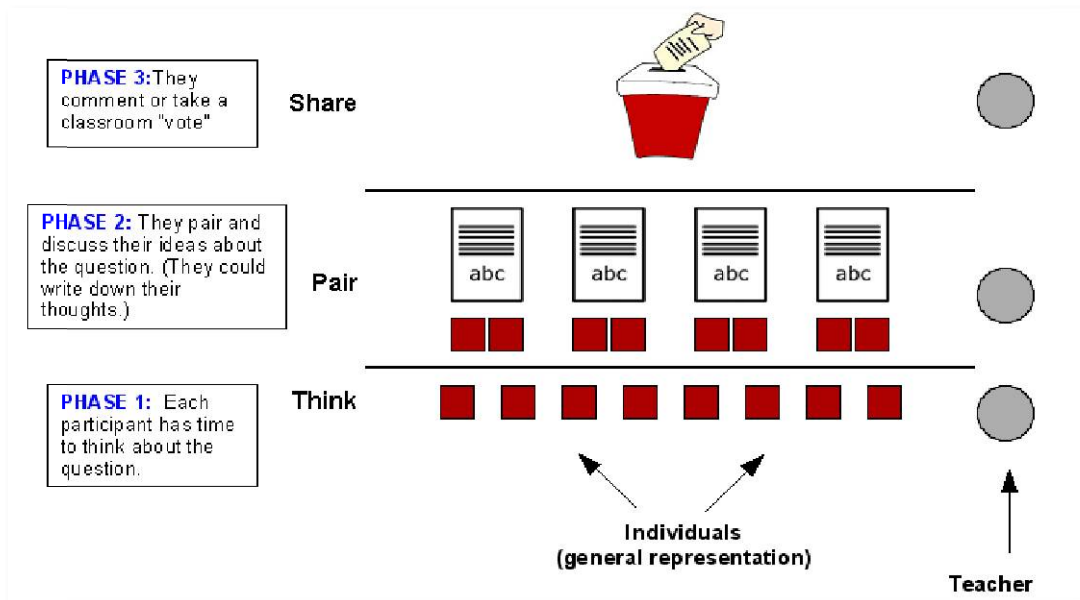 PHASE 3:They
comment or take a
classroom "vote"
Share
PHASE 2: They pair and
discuss their ideas about
the question. (They could
write down their
thoughts.)
Pair
abc
abc
abc
abc
PHASE 1: Each
participant has time
to think about the
question.
Think
Individuals
(general representation)
Teacher